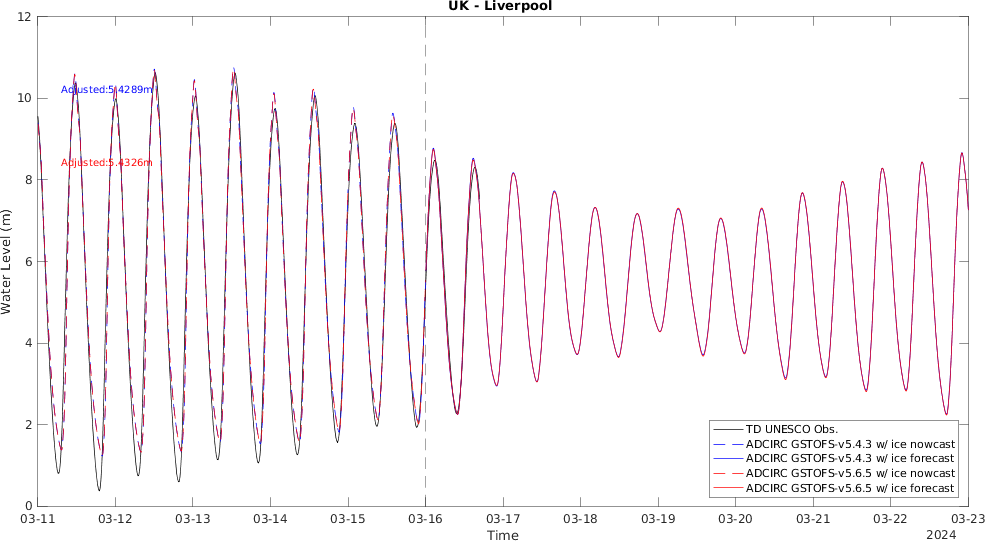 UK - Liverpool
12
10
8
6
4
2
0
Water Level (m)
Adjusted:5.4289m
Adjusted:5.4326m
TD UNESCO Obs.
ADCIRC GSTOFS-v5.4.3 w/ ice nowcast
ADCIRC GSTOFS-v5.4.3 w/ ice forecast
ADCIRC GSTOFS-v5.6.5 w/ ice nowcast
ADCIRC GSTOFS-v5.6.5 w/ ice forecast
03-11 03-12 03-13 03-14 03-15 03-16 03-17 03-18 03-19 03-20 03-21 03-22 03-23
Time
2024